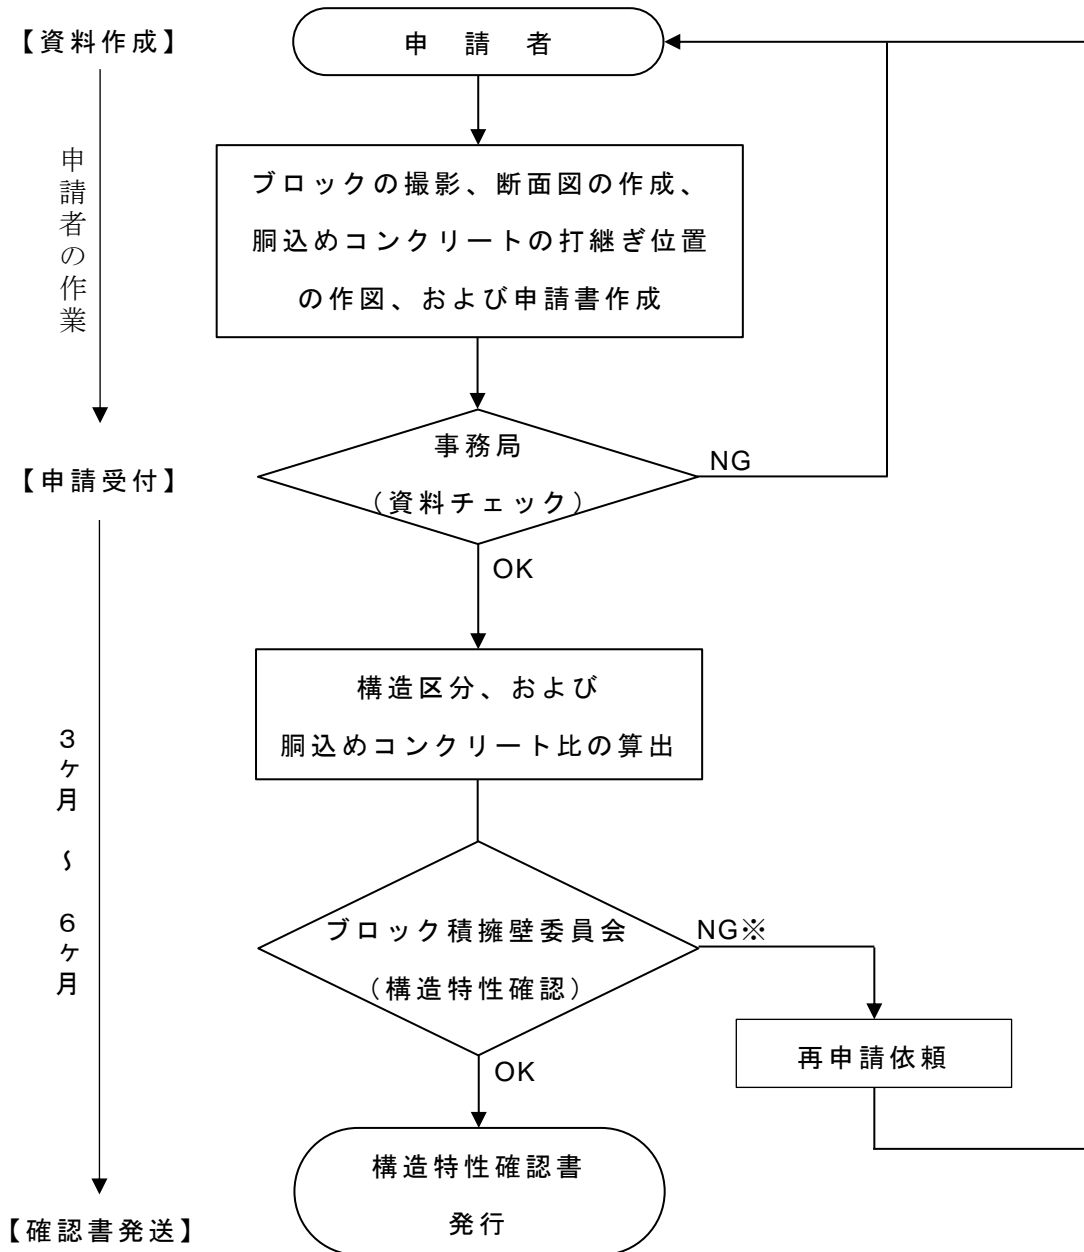 【資料作成】
申　請　者
申請者の作業
ブロックの撮影、断面図の作成、
胴込めコンクリートの打継ぎ位置
の作図、および申請書作成
事務局
（資料チェック）
NG
【申請受付】
OK
構造区分、および
胴込めコンクリート比の算出
3ヶ月　～　6ヶ月
ブロック積擁壁委員会
（構造特性確認）
NG※
再申請依頼
OK
構造特性確認書
発行
【確認書発送】